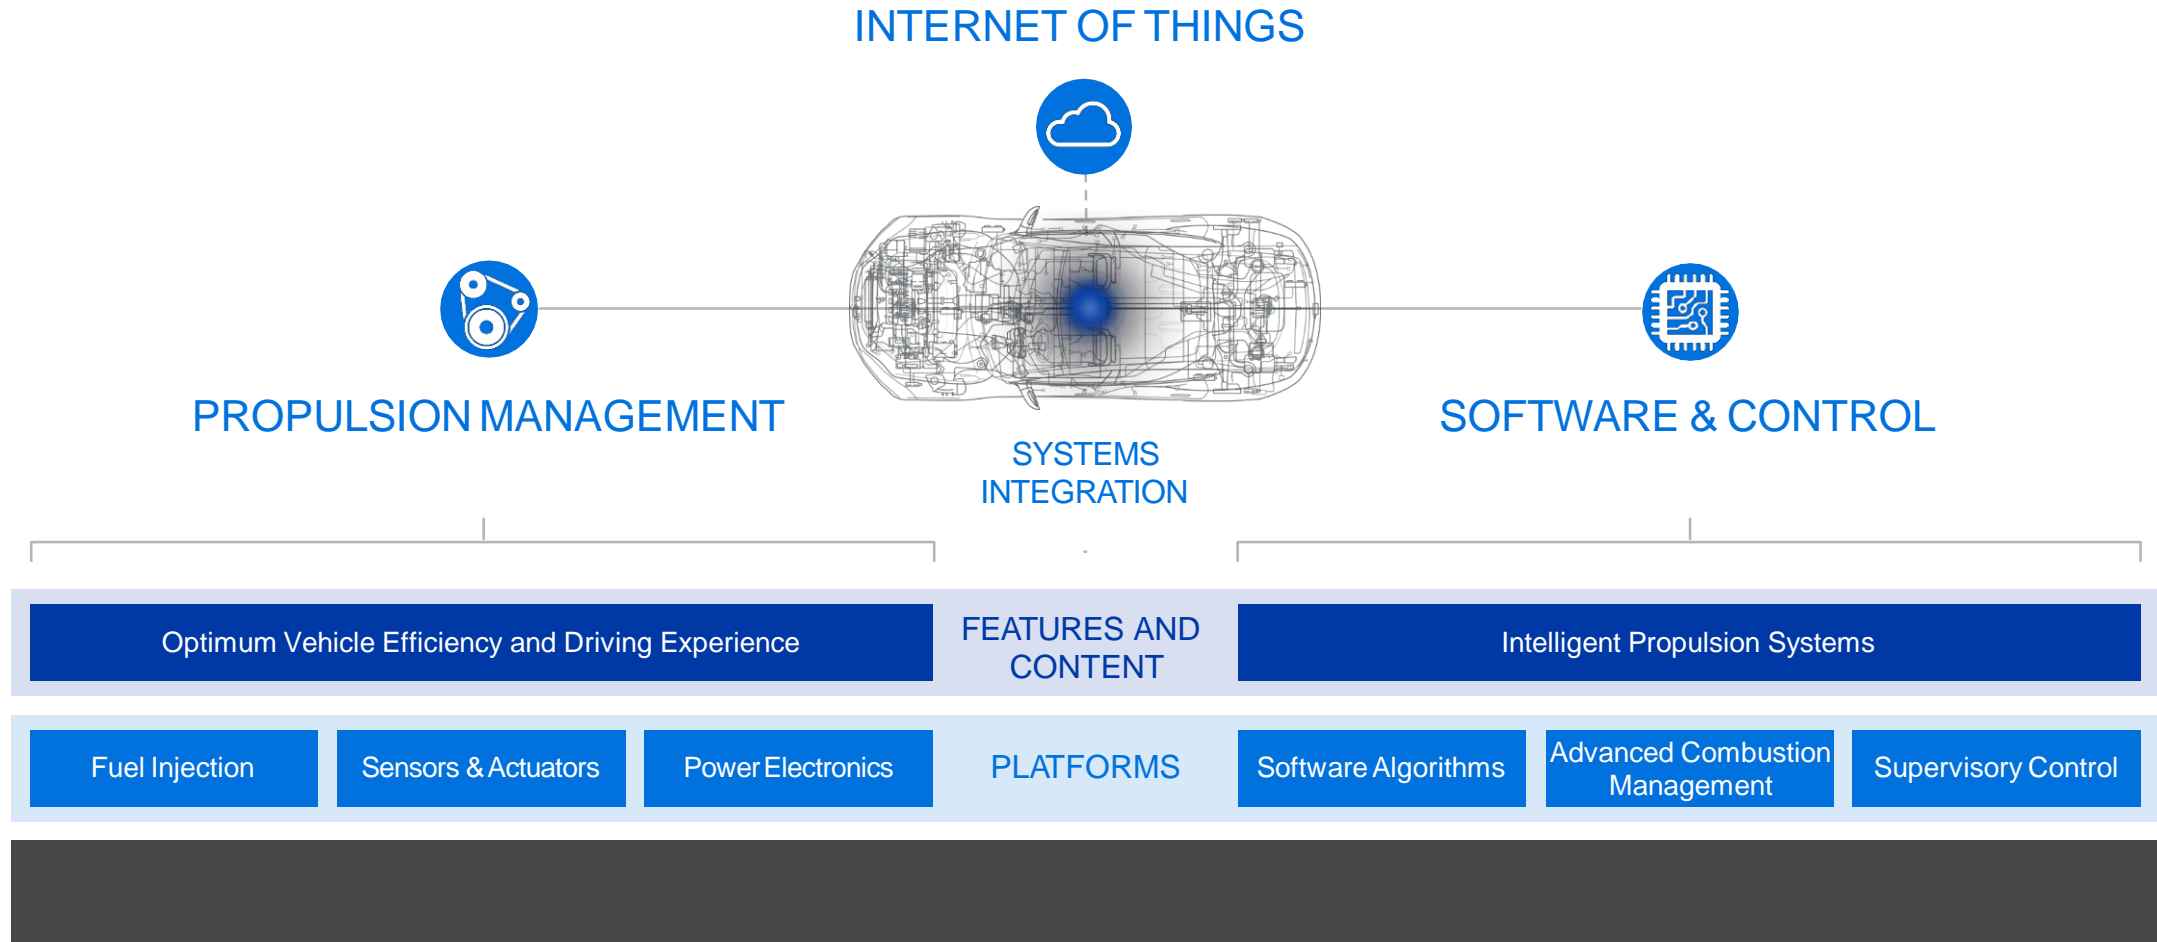 INTERNET OF THINGS
PROPULSION MANAGEMENT
SYSTEMS
INTEGRATION
SOFTWARE & CONTROL
Optimum Vehicle Efficiency and Driving Experience
FEATURES AND
CONTENT
Intelligent Propulsion Systems
Fuel Injection
Sensors & Actuators
Power Electronics
PLATFORMS
Software Algorithms
Advanced Combustion
Management
Supervisory Control